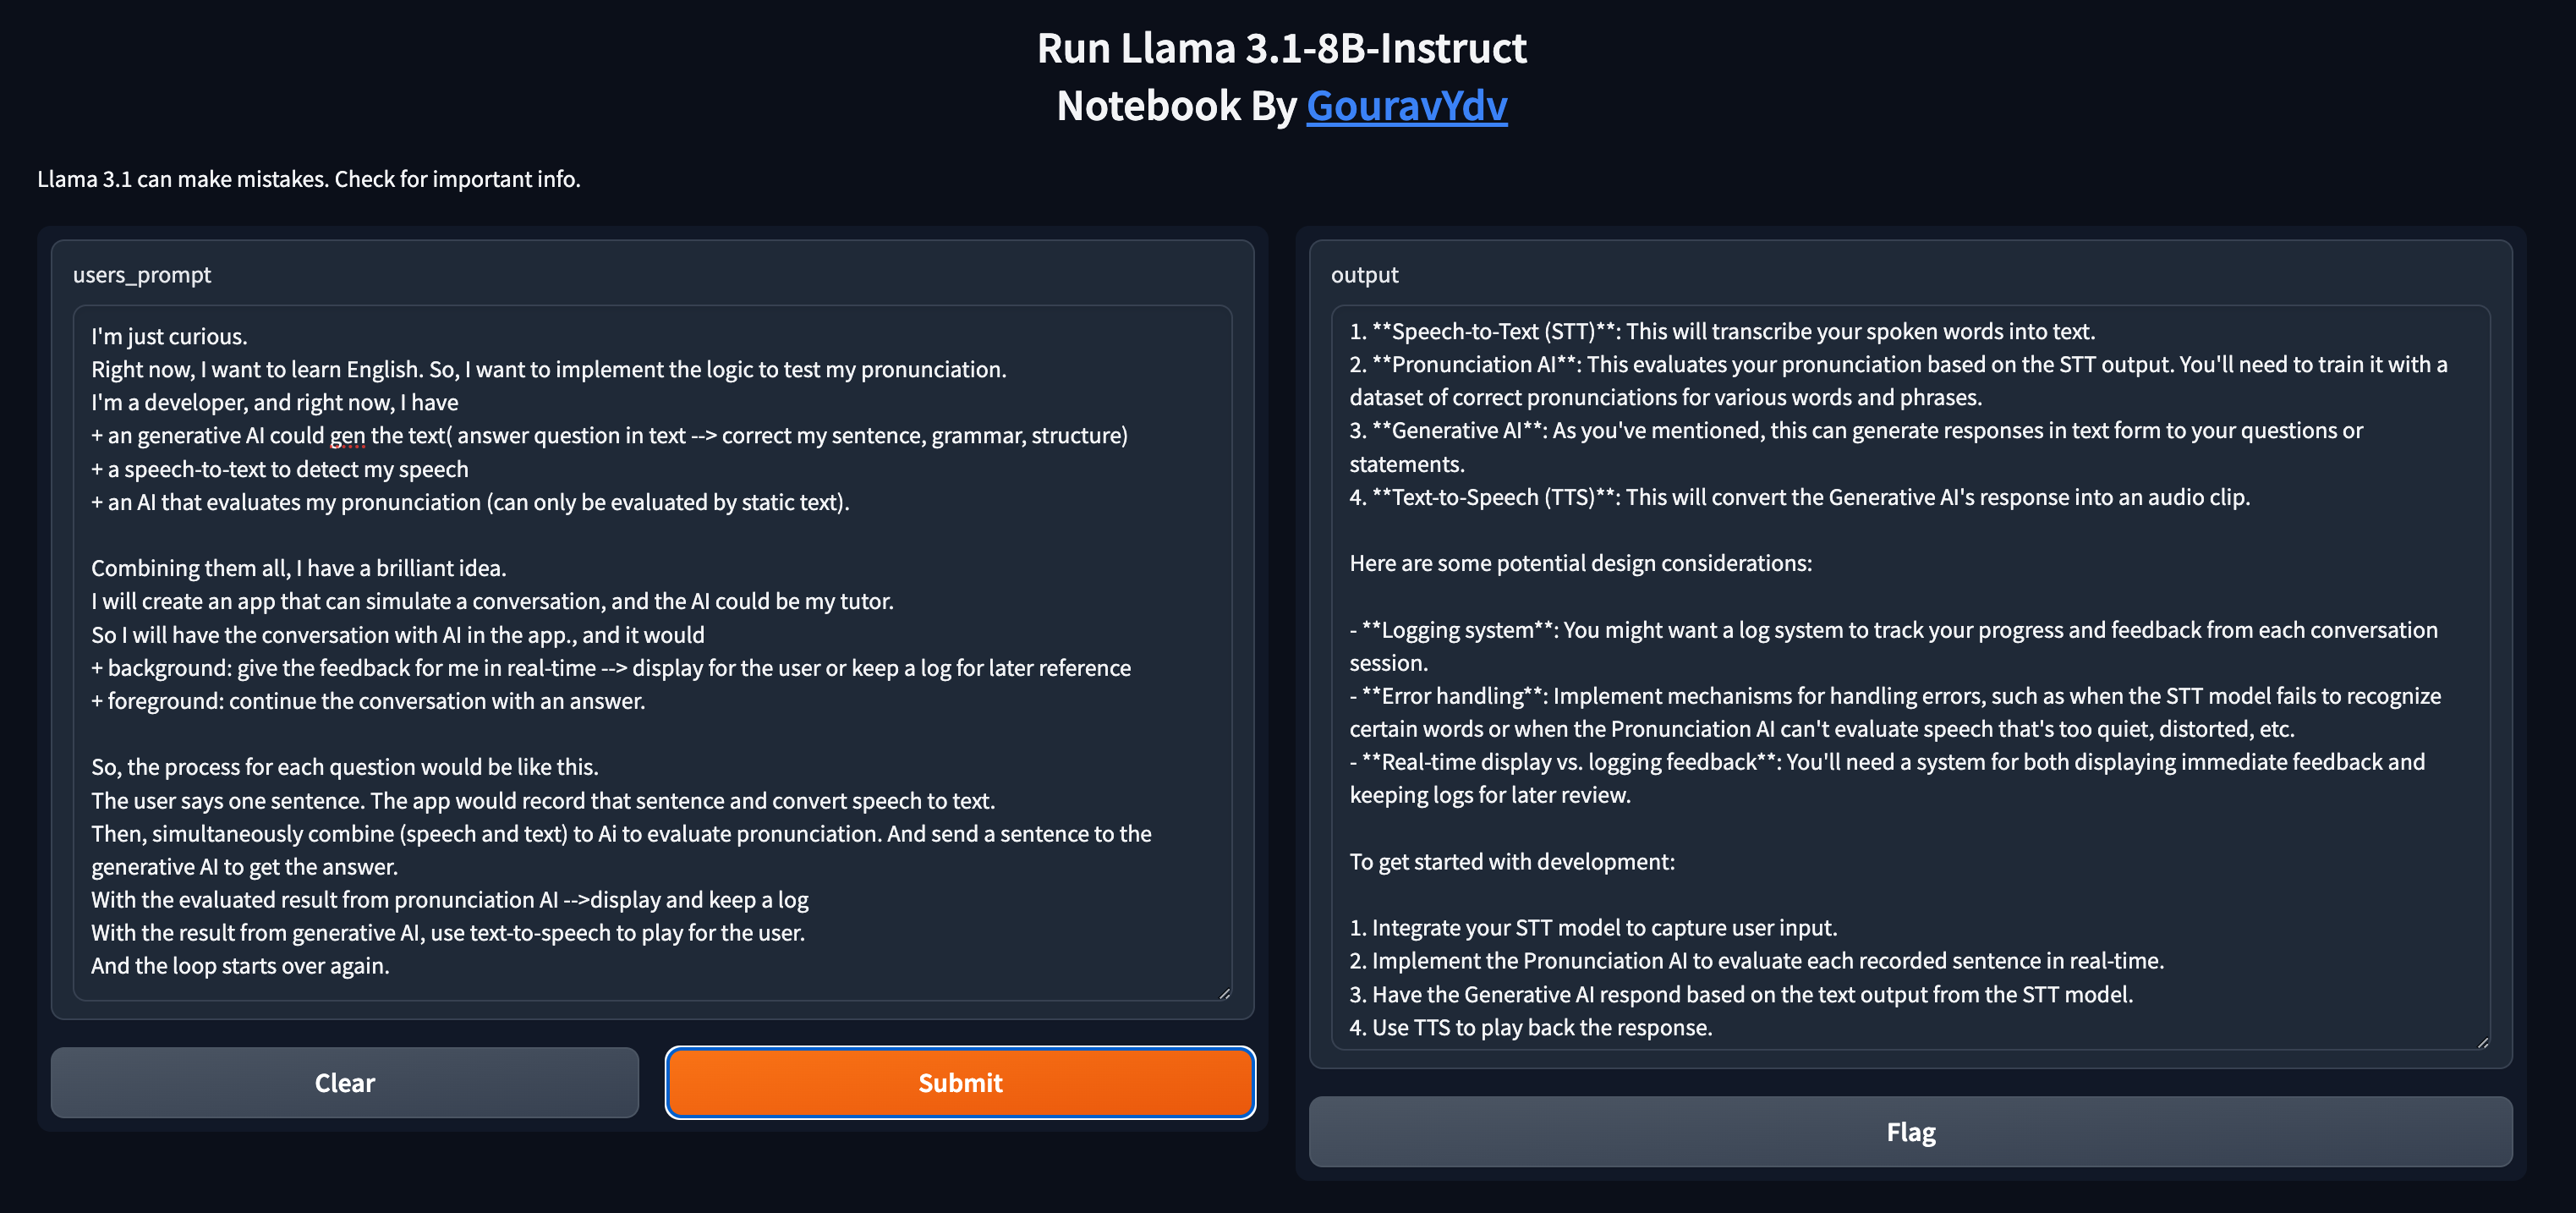 Run Llama 3.1-8B-Instruct
Notebook By GouravYdv
Llama 3.1 can make mistakes. Check for important info.
users_prompt
I'm just curious.
Right now, I want to learn English. So, I want to implement the logic to test my pronunciation.
I'm a developer, and right now, I have
+ an generative AI could gen the text( answer question in text --> correct my sentence, grammar, structure)
+ a speech-to-text to detect my speech
+ an AI that evaluates my pronunciation (can only be evaluated by static text).
Combining them all, I have a brilliant idea.
I will create an app that can simulate a conversation, and the AI could be my tutor.
So I will have the conversation with AI in the app., and it would
+ background: give the feedback for me in real-time --> display for the user or keep a log for later reference
+ foreground: continue the conversation with an answer.
So, the process for each question would be like this.
The user says one sentence. The app would record that sentence and convert speech to text.
Then, simultaneously combine (speech and text) to Ai to evaluate pronunciation. And send a sentence to the
generative AI to get the answer.
With the evaluated result from pronunciation AI -->display and keep a log
With the result from generative AI, use text-to-speech to play for the user.
And the loop starts over again.
Clear
Submit
output
1. **Speech-to-Text (STT)**: This will transcribe your spoken words into text.
2. **Pronunciation AI**: This evaluates your pronunciation based on the STT output. You'll need to train it with a
dataset of correct pronunciations for various words and phrases.
3. **Generative AI**: As you've mentioned, this can generate responses in text form to your questions or
statements.
4. **Text-to-Speech (TTS)**: This will convert the Generative AI's response into an audio clip.
Here are some potential design considerations:
- **Logging system**: You might want a log system to track your progress and feedback from each conversation
session.
- **Error handling**: Implement mechanisms for handling errors, such as when the STT model fails to recognize
certain words or when the Pronunciation AI can't evaluate speech that's too quiet, distorted, etc.
- **Real-time display vs. logging feedback**: You'll need a system for both displaying immediate feedback and
keeping logs for later review.
To get started with development:
1. Integrate your STT model to capture user input.
2. Implement the Pronunciation AI to evaluate each recorded sentence in real-time.
3. Have the Generative AI respond based on the text output from the STT model.
4. Use TTS to play back the response.
Flag